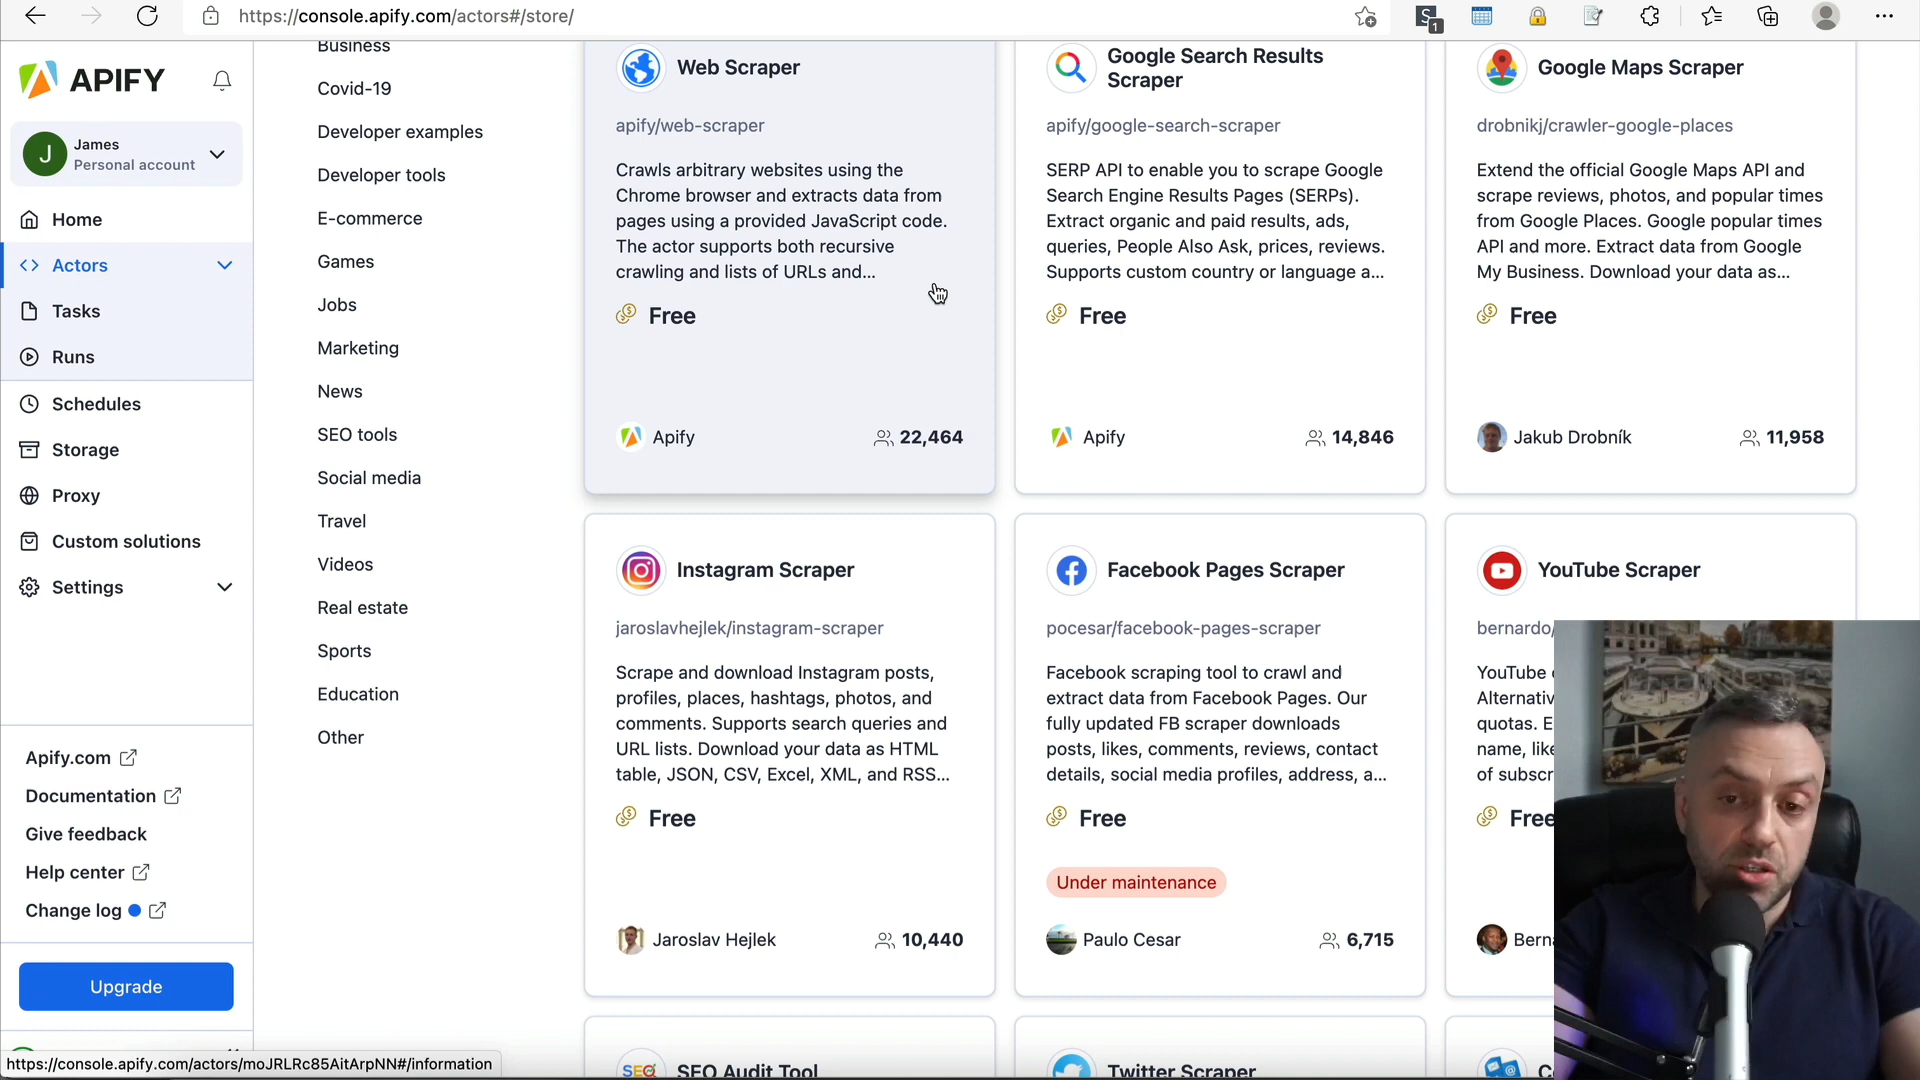 https://console.apify.com/actors#/store/
S
1
APIFY
J
James
Personal account
Home
Actors
Tasks
Runs
Schedules
Storage
Proxy
Custom solutions
Settings
Apify.com
Documentation
Give feedback
Help center
Change log
Upgrade
https://console.apify.com/actors/moJRLRc85AitArpNN#/information
Business
Covid-19
Developer examples
Developer tools
E-commerce
Games
Jobs
Marketing
News
SEO tools
Social media
Travel
Videos
Real estate
Sports
Education
Other
Web Scraper
apify/web-scraper
Crawls arbitrary websites using the
Chrome browser and extracts data from
pages using a provided JavaScript code.
The actor supports both recursive
crawling and lists of URLs and...
Free
Apify
22,464
Google Search Results
Scraper
apify/google-search-scraper
SERP API to enable you to scrape Google
Search Engine Results Pages (SERPs).
Extract organic and paid results, ads,
queries, People Also Ask, prices, reviews.
Supports custom country or language a...
Free
Apify
14,846
Google Maps Scraper
drobnikj/crawler-google-places
Extend the official Google Maps API and
scrape reviews, photos, and popular times
from Google Places. Google popular times
API and more. Extract data from Google
My Business. Download your data as...
Free
Jakub Drobník
11,958
Instagram Scraper
jaroslavhejlek/instagram-scraper
Scrape and download Instagram posts,
profiles, places, hashtags, photos, and
comments. Supports search queries and
URL lists. Download your data as HTML
table, JSON, CSV, Excel, XML, and RSS...
Free
Jaroslav Hejlek
10,440
Facebook Pages Scraper
pocesar/facebook-pages-scraper
Facebook scraping tool to crawl and
extract data from Facebook Pages. Our
fully updated FB scraper downloads
posts, likes, comments, reviews, contact
details, social media profiles, address, a...
Free
Under maintenance
Paulo Cesar
6,715
YouTube Scraper
bernardo/
YouTube
Alternativ
quotas. E
name, like
of subscr
Free
Berna
SEO
SEO Audit Tool
Twitter Scraper